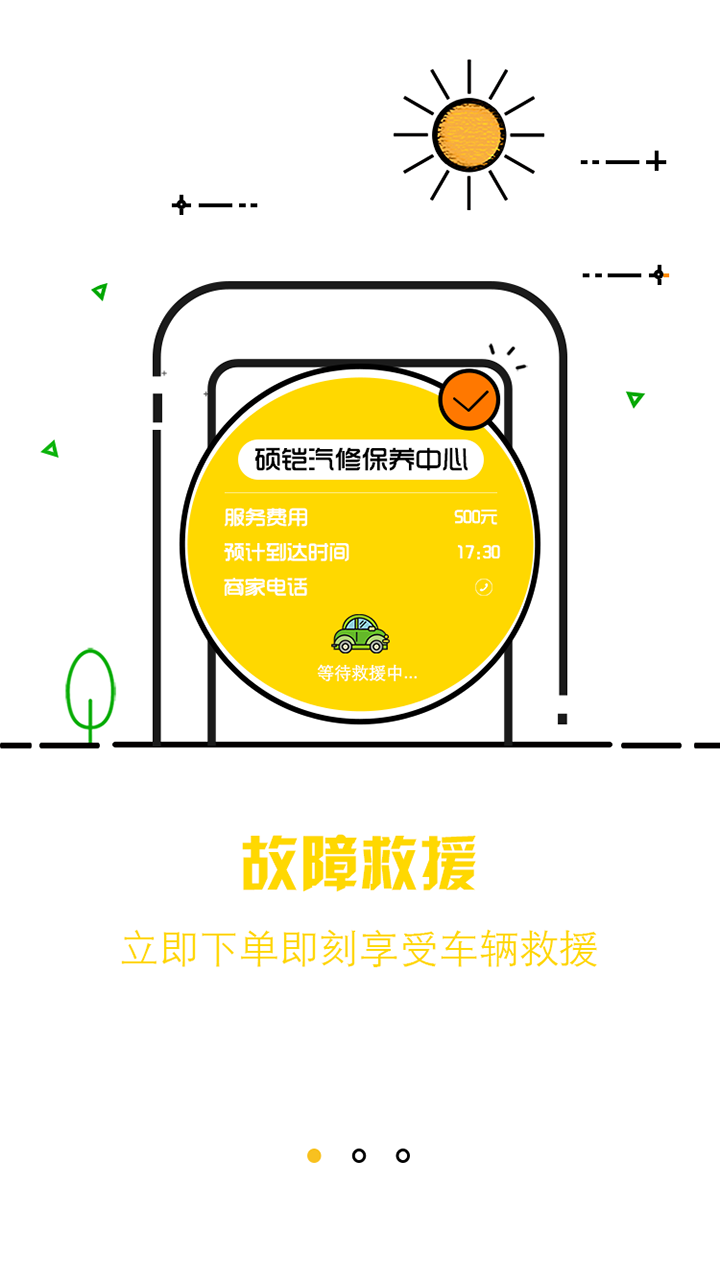 硕铠汽修保养中心
服务费用 500元
预计到达时间 17:30
商家电话
等待救援中...
故障救援
立即下单即刻享受车辆救援